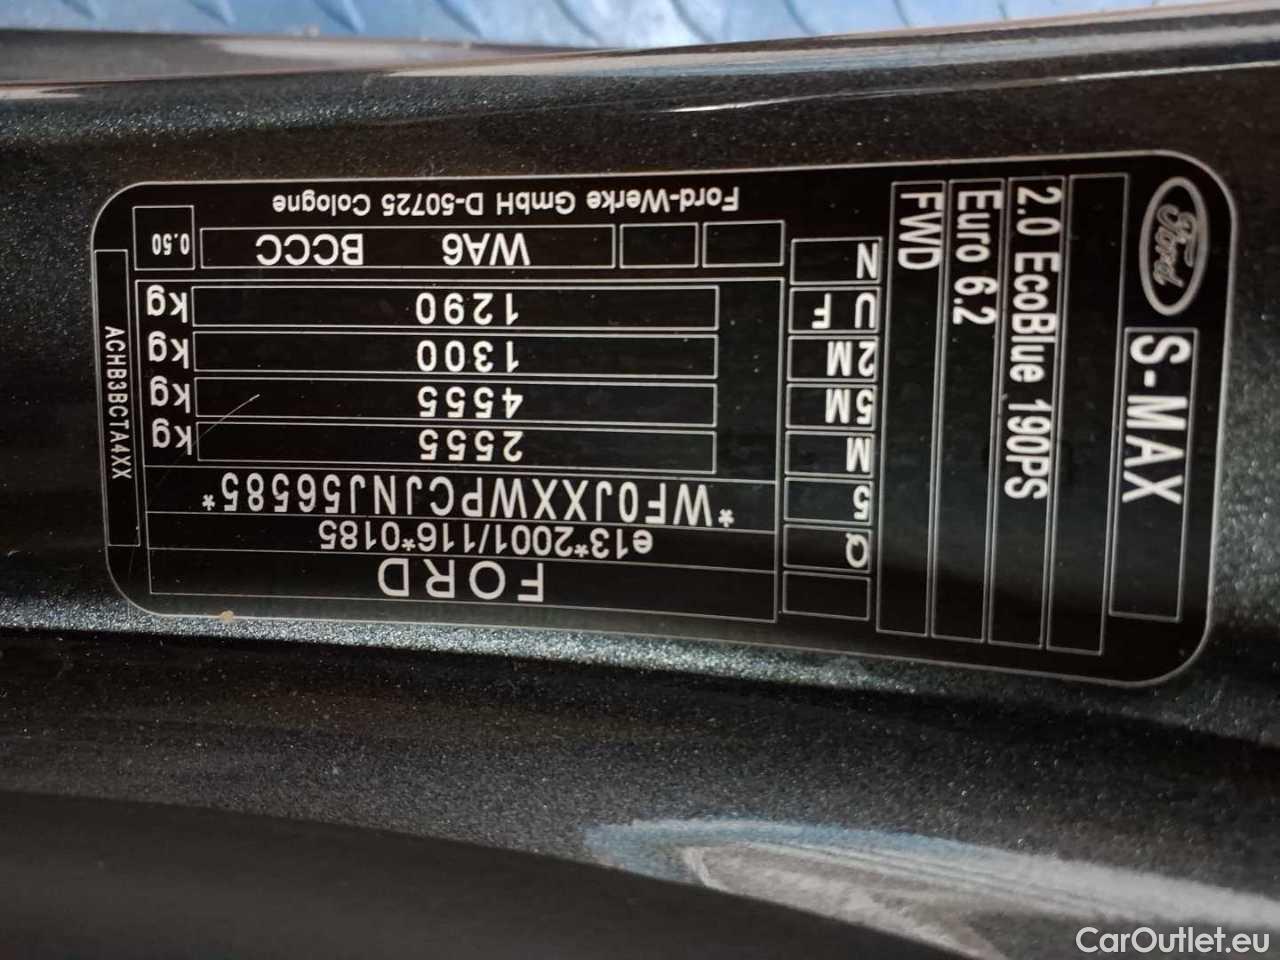 FORD
e13*2001/116*0185
*WF0JXXWPCJNJ56585*
2555 Kg
4555 Kg
1300 Kg
1290 Kg
WA6 BCCC 0.50
Ford-Werke GmbH D-50725 Cologne
Q
5
M
5M
2M
U F
N
ACHB3BCTA4XX
Ford
S-MAX
2.0 EcoBlue 190PS
Euro 6.2
FWD
CarOutlet.eu